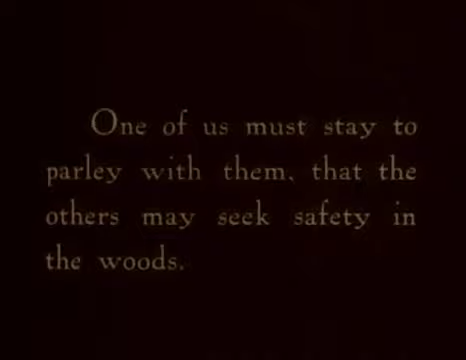 One of us must stay to
parley with them, that the
others may seek safety in
the woods.